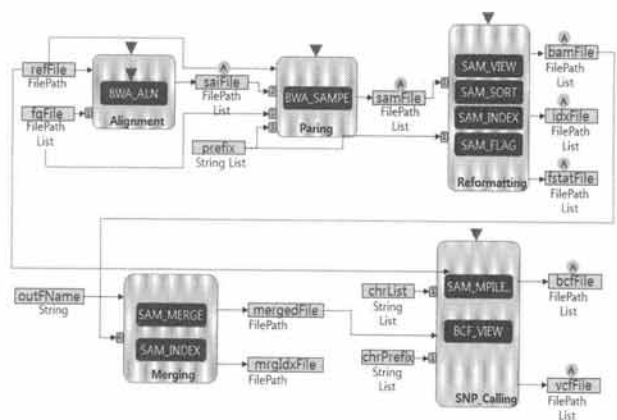 refFile
FilePath
fqFile
FilePath
List
BWA_ALN
Alignment
A
saiFile
FilePath
List
prefix
String List
BWA_SAMPE
Paring
A
samFile
FilePath
List
SAM_VIEW
SAM_SORT
SAM_INDEX
SAM_FLAG
Reformatting
A
bamFile
FilePath
List
A
idxFile
FilePath
List
A
fstatFile
FilePath
List
outFName
String
SAM_MERGE
SAM_INDEX
Merging
mergedFile
FilePath
mrgIdxFile
FilePath
chrList
String
List
chrPrefix
String
List
SAM_MPILE..
BCF_VIEW
SNP_Calling
A
bcfFile
FilePath
List
A
vcfFile
FilePath
List